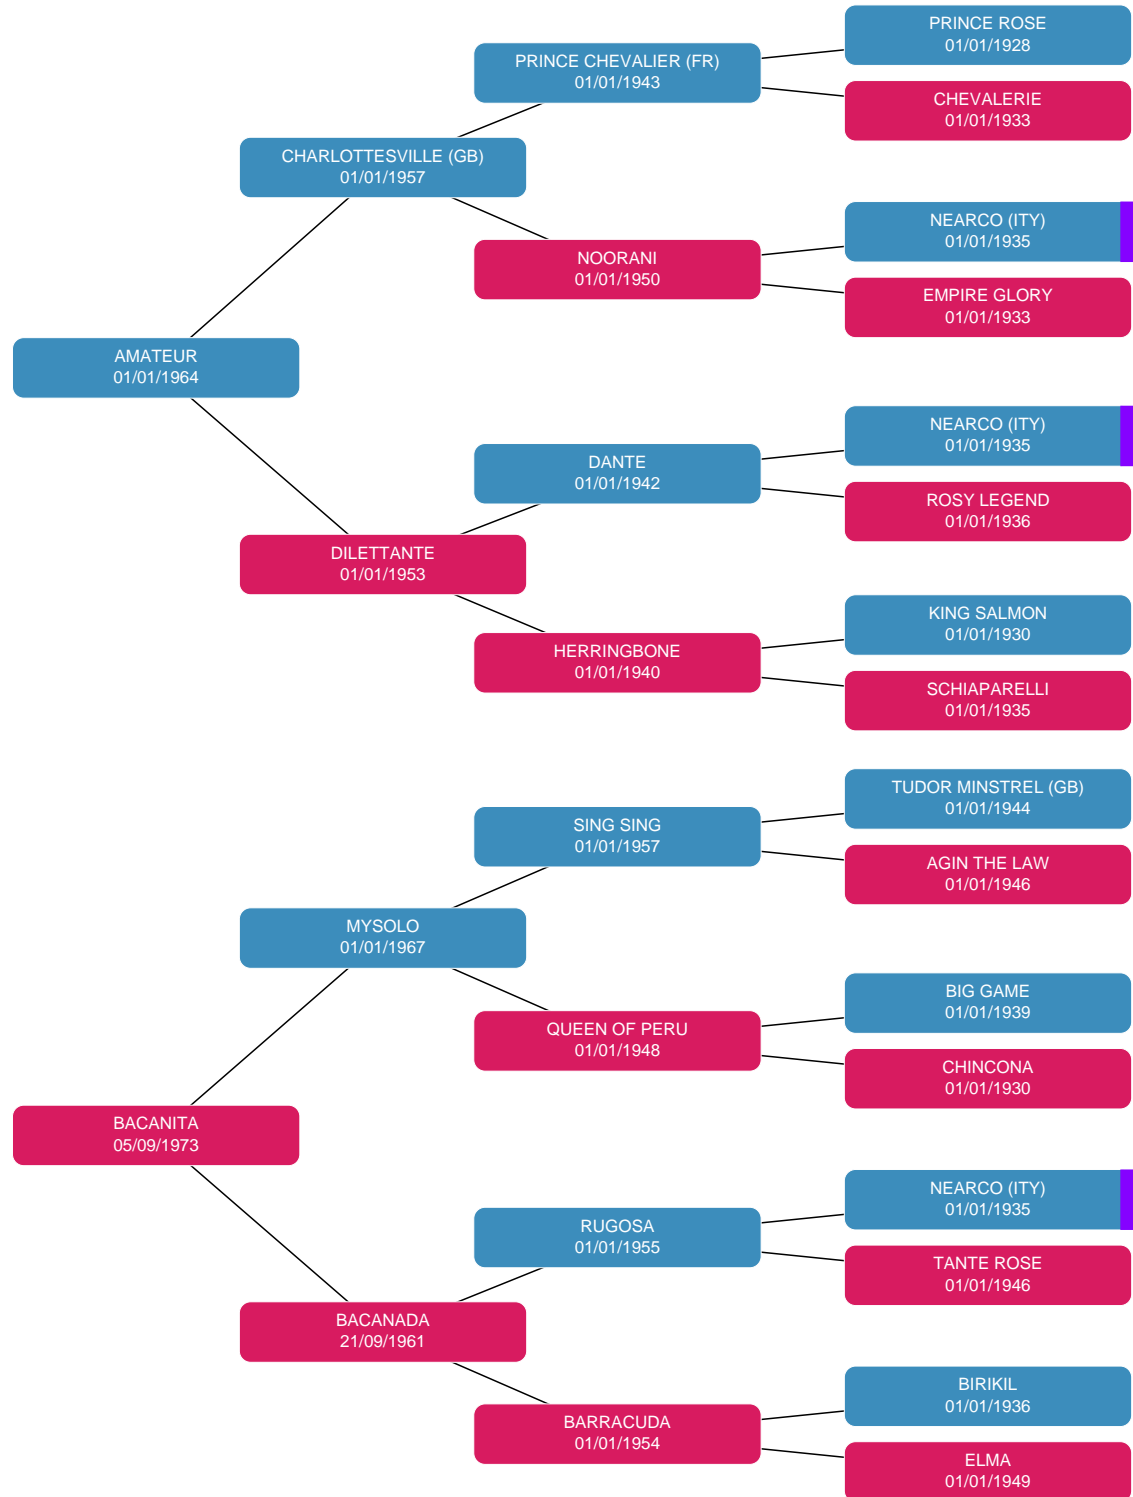 PRINCE ROSE
01/01/1928
PRINCE CHEVALIER (FR)
01/01/1943
CHEVALERIE
01/01/1933
CHARLOTTESVILLE (GB)
01/01/1957
NEARCO (ITY)
01/01/1935
NOORANI
01/01/1950
EMPIRE GLORY
01/01/1933
AMATEUR
01/01/1964
NEARCO (ITY)
01/01/1935
DANTE
01/01/1942
ROSY LEGEND
01/01/1936
DILETTANTE
01/01/1953
KING SALMON
01/01/1930
HERRINGBONE
01/01/1940
SCHIAPARELLI
01/01/1935
TUDOR MINSTREL (GB)
01/01/1944
SING SING
01/01/1957
AGIN THE LAW
01/01/1946
MYSOLO
01/01/1967
BIG GAME
01/01/1939
QUEEN OF PERU
01/01/1948
CHINCONA
01/01/1930
BACANITA
05/09/1973
NEARCO (ITY)
01/01/1935
RUGOSA
01/01/1955
TANTE ROSE
01/01/1946
BACANADA
21/09/1961
BIRIKIL
01/01/1936
BARRACUDA
01/01/1954
ELMA
01/01/1949